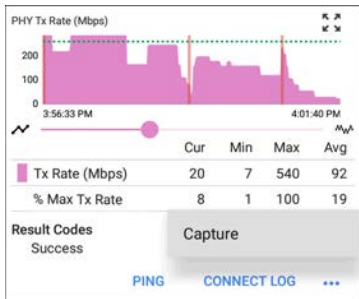 PHY Tx Rate (Mbps)
200
100
0
3:56:33 PM 4:01:40 PM
Cur Min Max Avg
Tx Rate (Mbps) 20 7 540 92
% Max Tx Rate 8 1 100 19
Result Codes
Success
Capture
PING CONNECT LOG